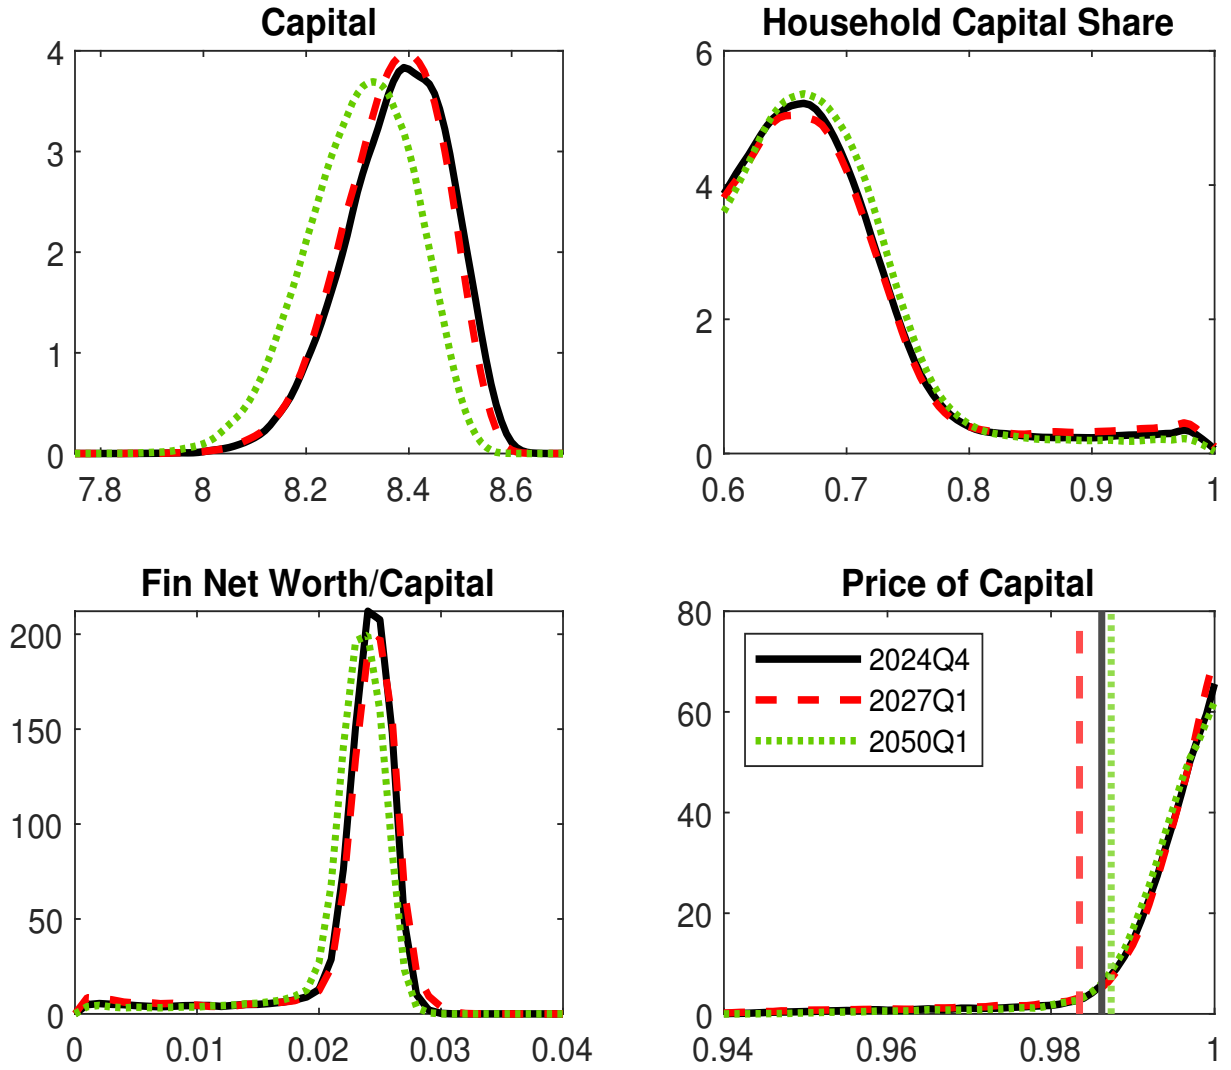 Capital
4
3
2
1
0
7.8 8 8.2 8.4 8.6
Household Capital Share
6
4
2
0
0.6 0.7 0.8 0.9 1
Fin Net Worth/Capital
200
150
100
50
0
0 0.01 0.02 0.03 0.04
Price of Capital
80
60
40
20
0
0.94 0.96 0.98 1
2024Q4
2027Q1
2050Q1